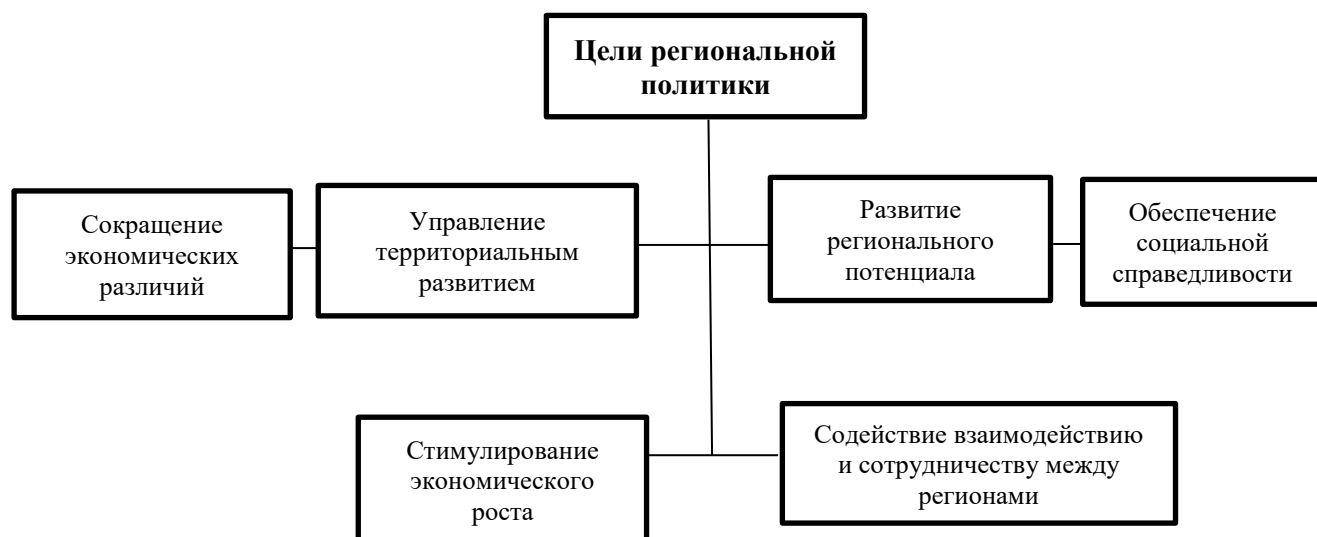 Цели региональной
политики
Сокращение
экономических
различий
Управление
территориальным
развитием
Развитие
регионального
потенциала
Обеспечение
социальной
справедливости
Стимулирование
экономического
роста
Содействие взаимодействию
и сотрудничеству между
регионами